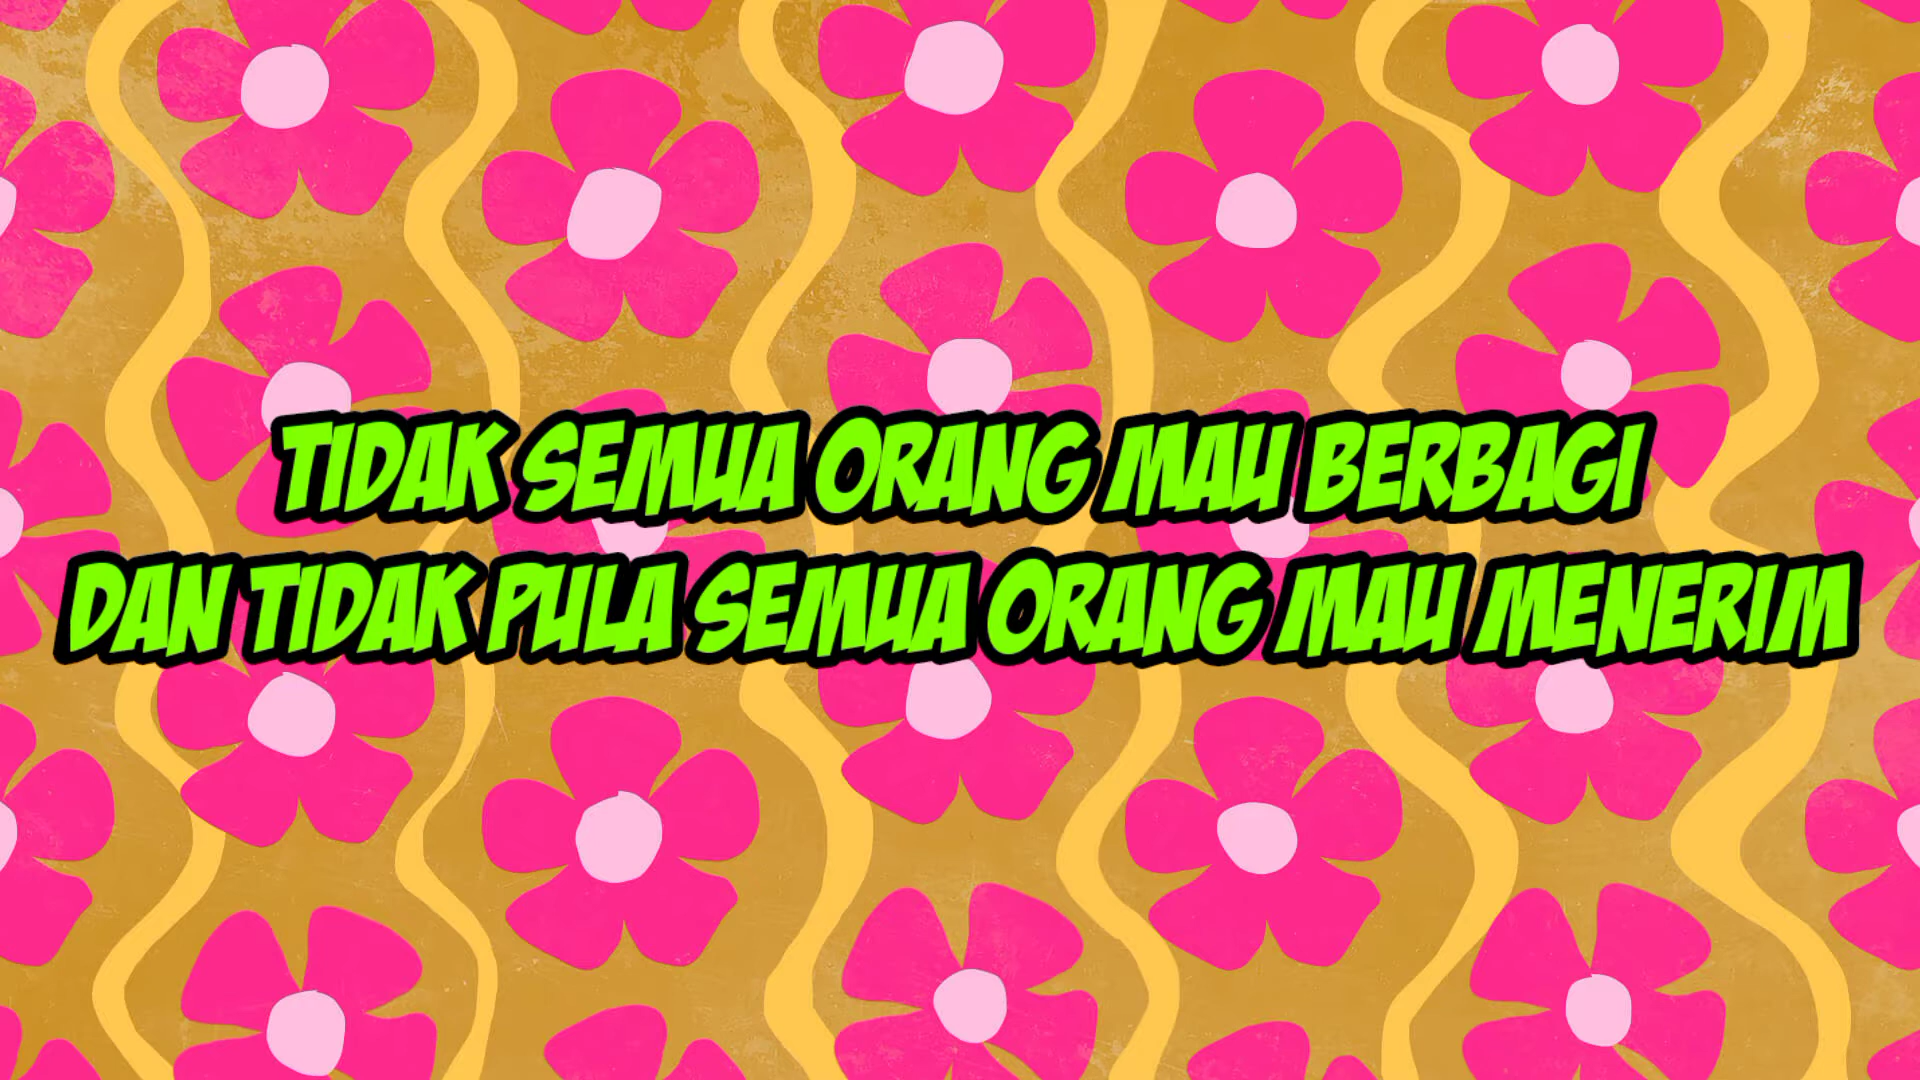 TIDAK SEMUA ORANG MAU BERBAGI
DAN TIDAK PULA SEMUA ORANG MAU MENERIM